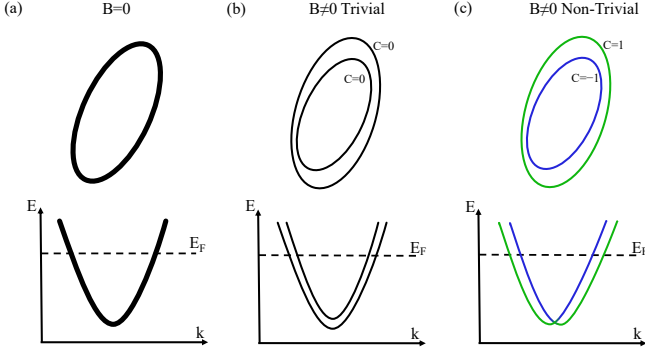 (a) B=0
(b) B≠0 Trivial
(c) B≠0 Non-Trivial
C=0
C=0
C=1
C=−1
E
E_F
k
E
E_F
k
E
E_F
k